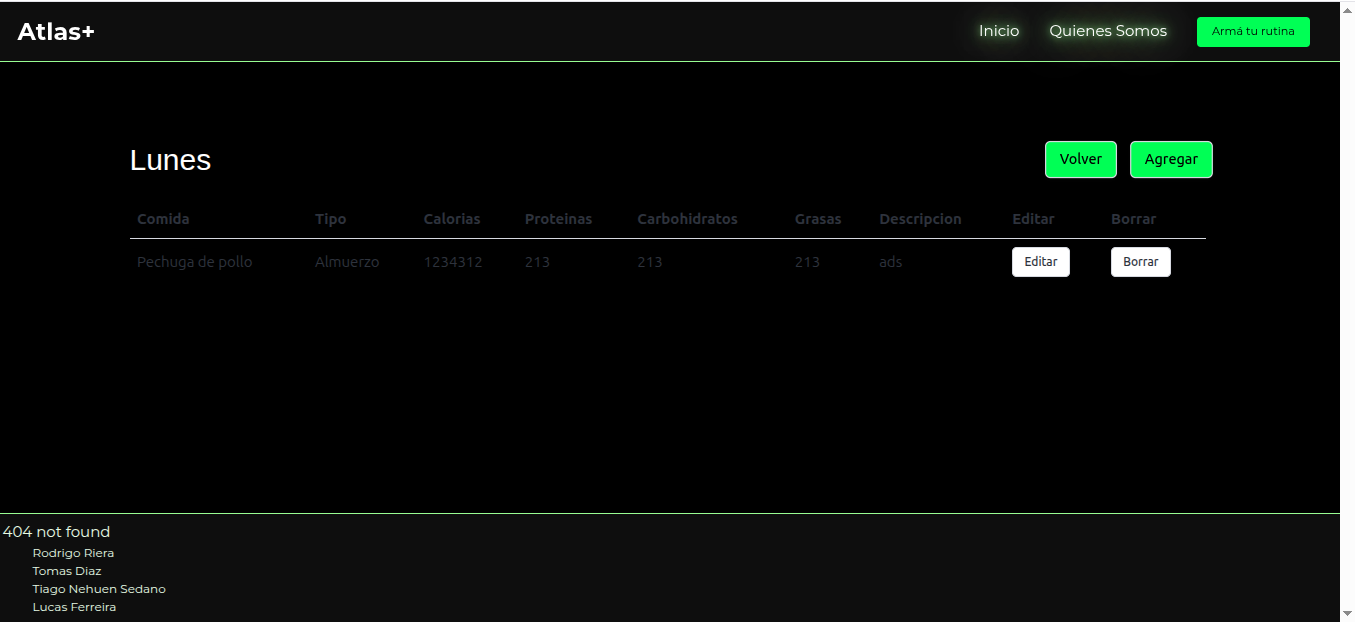 Atlas+ Inicio Quienes Somos Armá tu rutina
Lunes Volver Agregar
Comida Tipo Calorias Proteinas Carbohidratos Grasas Descripcion Editar Borrar
Pechuga de pollo Almuerzo 1234312 213 213 213 ads Editar Borrar
404 not found
Rodrigo Riera
Tomas Diaz
Tiago Nehuen Sedano
Lucas Ferreira